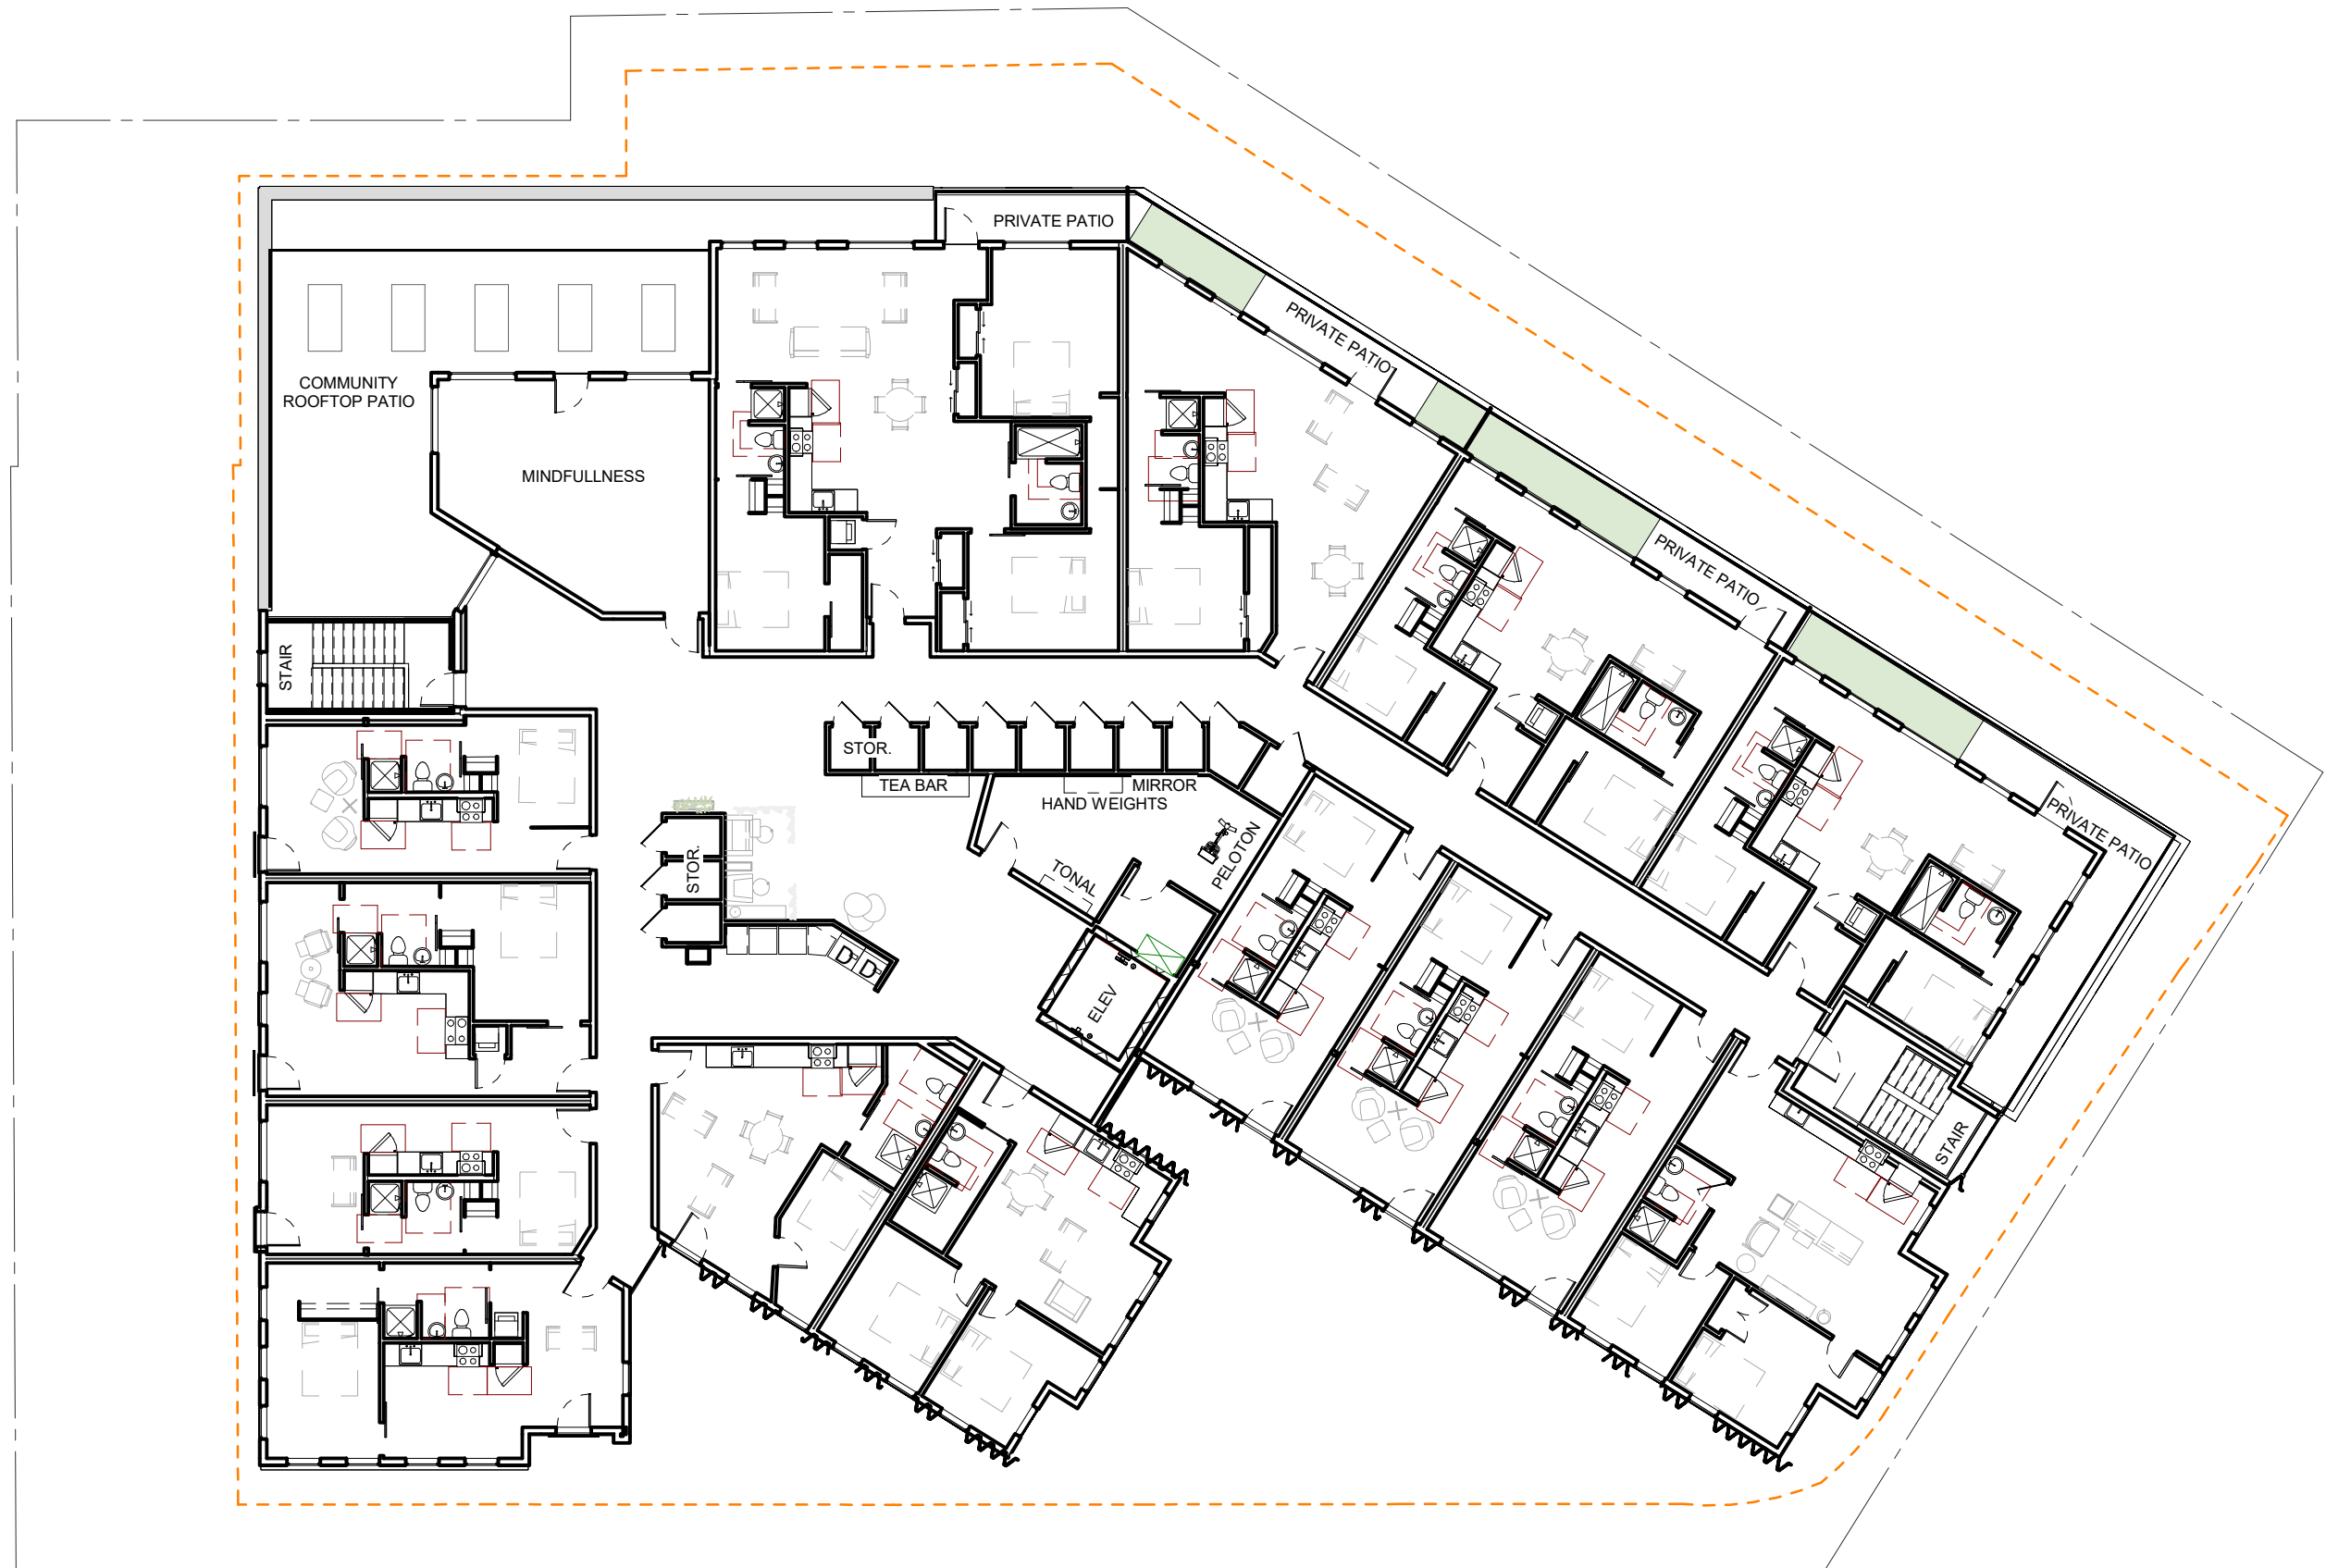 PRIVATE PATIO
PRIVATE PATIO
COMMUNITY
ROOFTOP PATIO
MINDFULLNESS
PRIVATE PATIO
STAIR
STOR.
TEA BAR
MIRROR
HAND WEIGHTS
PRIVATE PATIO
STOR.
TONAL
PELOTON
D
D
ELEV
STAIR